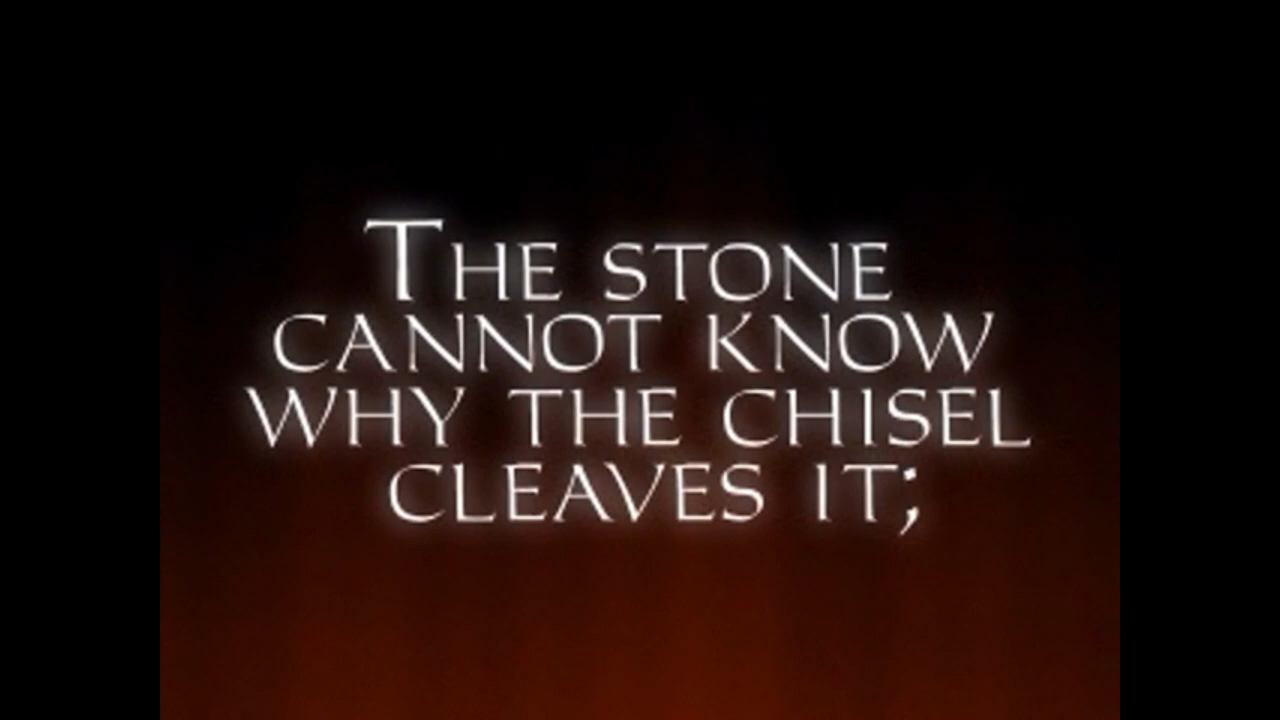 The stone
cannot know
why the chisel
cleaves it;